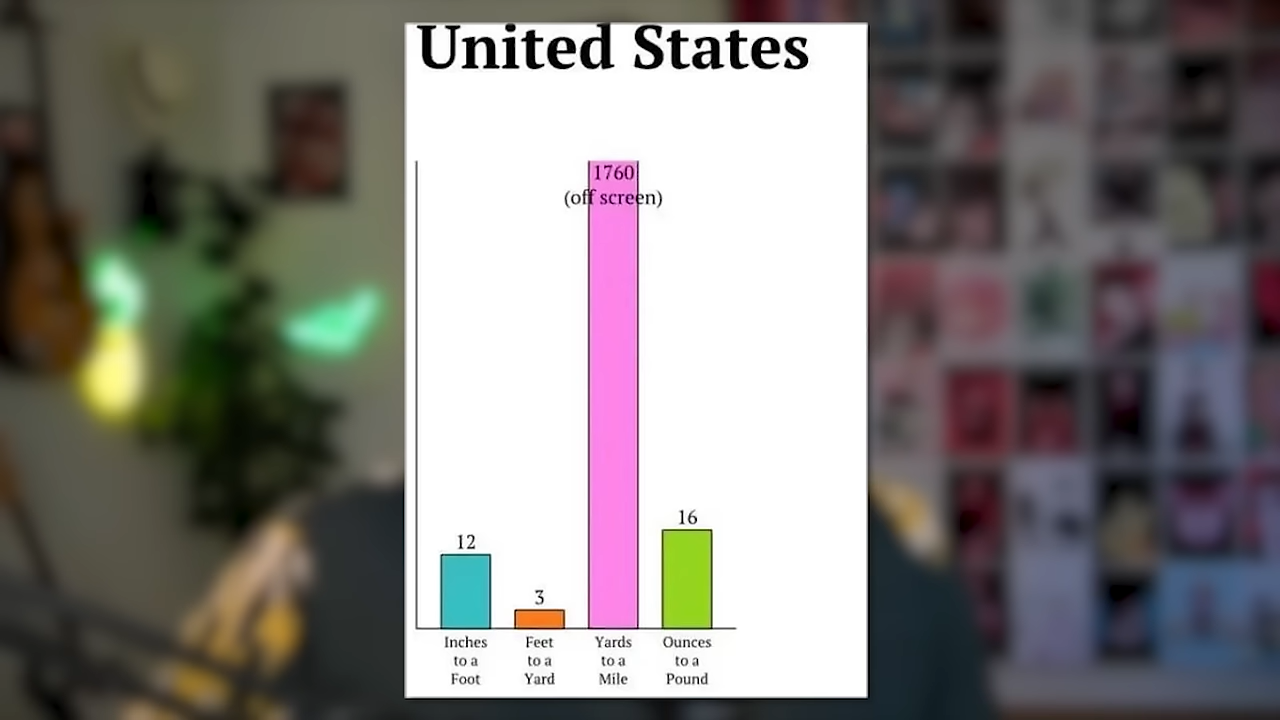 United States
1760
(off screen)
16
12
3
Inches to a Foot
Feet to a Yard
Yards to a Mile
Ounces to a Pound